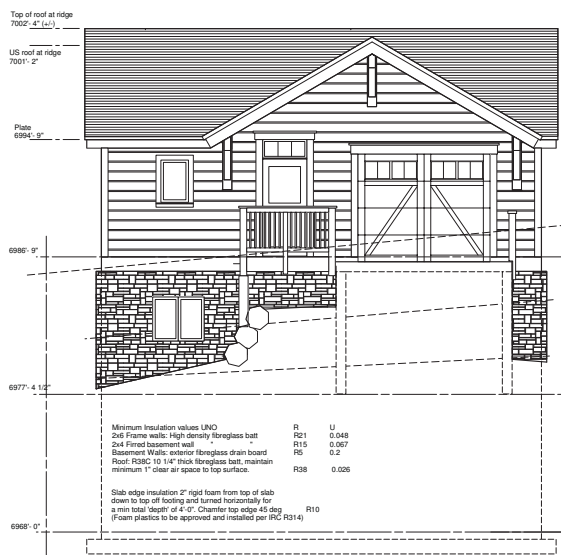 Top of roof at ridge
7002'- 4" (+/-)
US roof at ridge
7001'- 2"
Plate
6994'- 9"
6986'- 9"
6977'- 4 1/2"
Minimum Insulation values UNO R U
2x6 Frame walls: High density fibreglass batt R21 0.048
2x4 Firred basement wall " " R15 0.067
Basement Walls: exterior fibreglass drain board R5 0.2
Roof: R38C 10 1/4" thick fibreglass batt, maintain
minimum 1" clear air space to top surface. R38 0.026
Slab edge insulation 2" rigid foam from top of slab
down to top off footing and turned horizontally for
a min total 'depth' of 4'-0". Chamfer top edge 45 deg R10
(Foam plastics to be approved and installed per IRC R314)
6968'- 0"